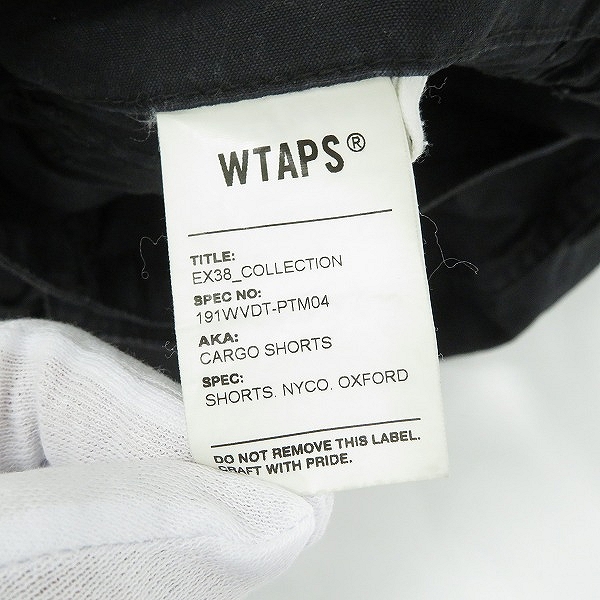 WTAPS®
TITLE:
EX38_COLLECTION
SPEC NO:
191WVDT-PTM04
AKA:
CARGO SHORTS
SPEC:
SHORTS. NYCO. OXFORD
DO NOT REMOVE THIS LABEL.
CRAFT WITH PRIDE.